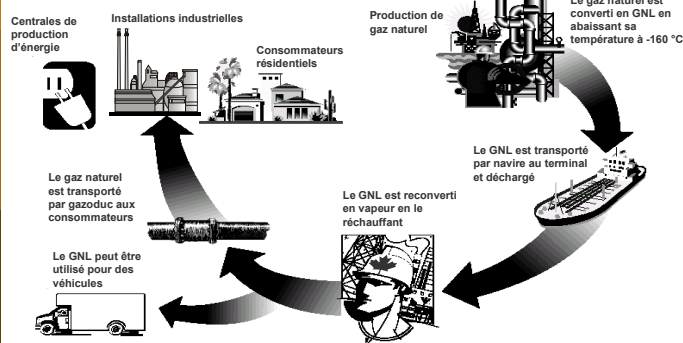 Centrales de
production
d'énergie
Installations industrielles
Consommateurs
résidentiels
Production de
gaz naturel
Le gaz naturel est
converti en GNL en
abaissant sa
température à -160 °C
Le GNL est transporté
par navire au terminal
et déchargé
Le GNL est reconverti
en vapeur en le
réchauffant
Le gaz naturel
est transporté
par gazoduc aux
consommateurs
Le GNL peut être
utilisé pour des
véhicules